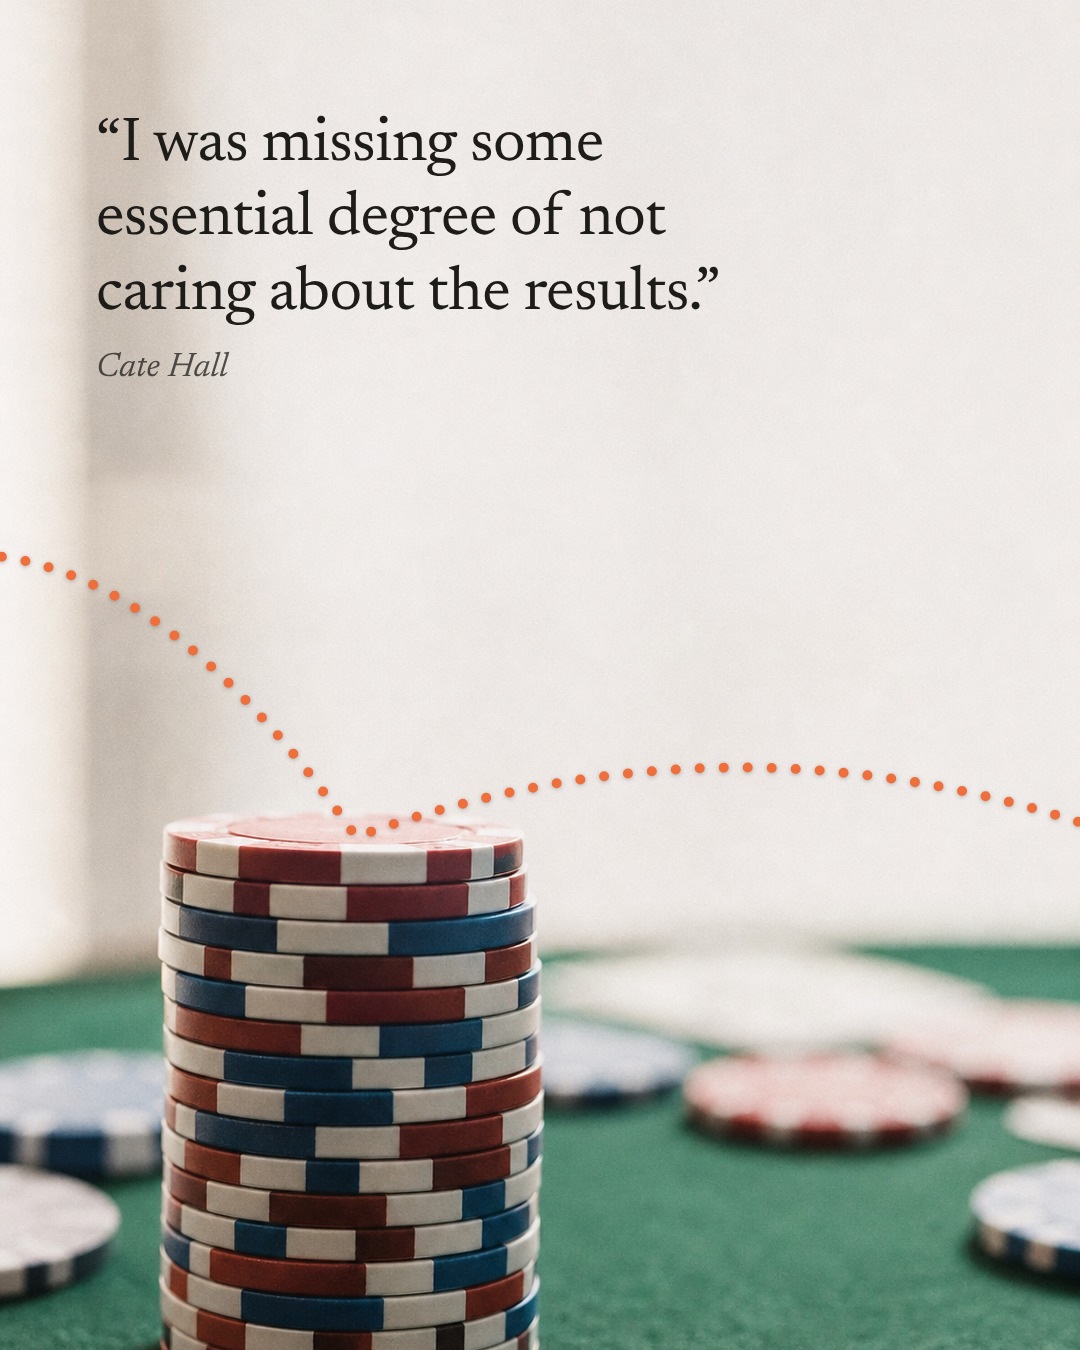 “I was missing some
essential degree of not
caring about the results.”
Cate Hall